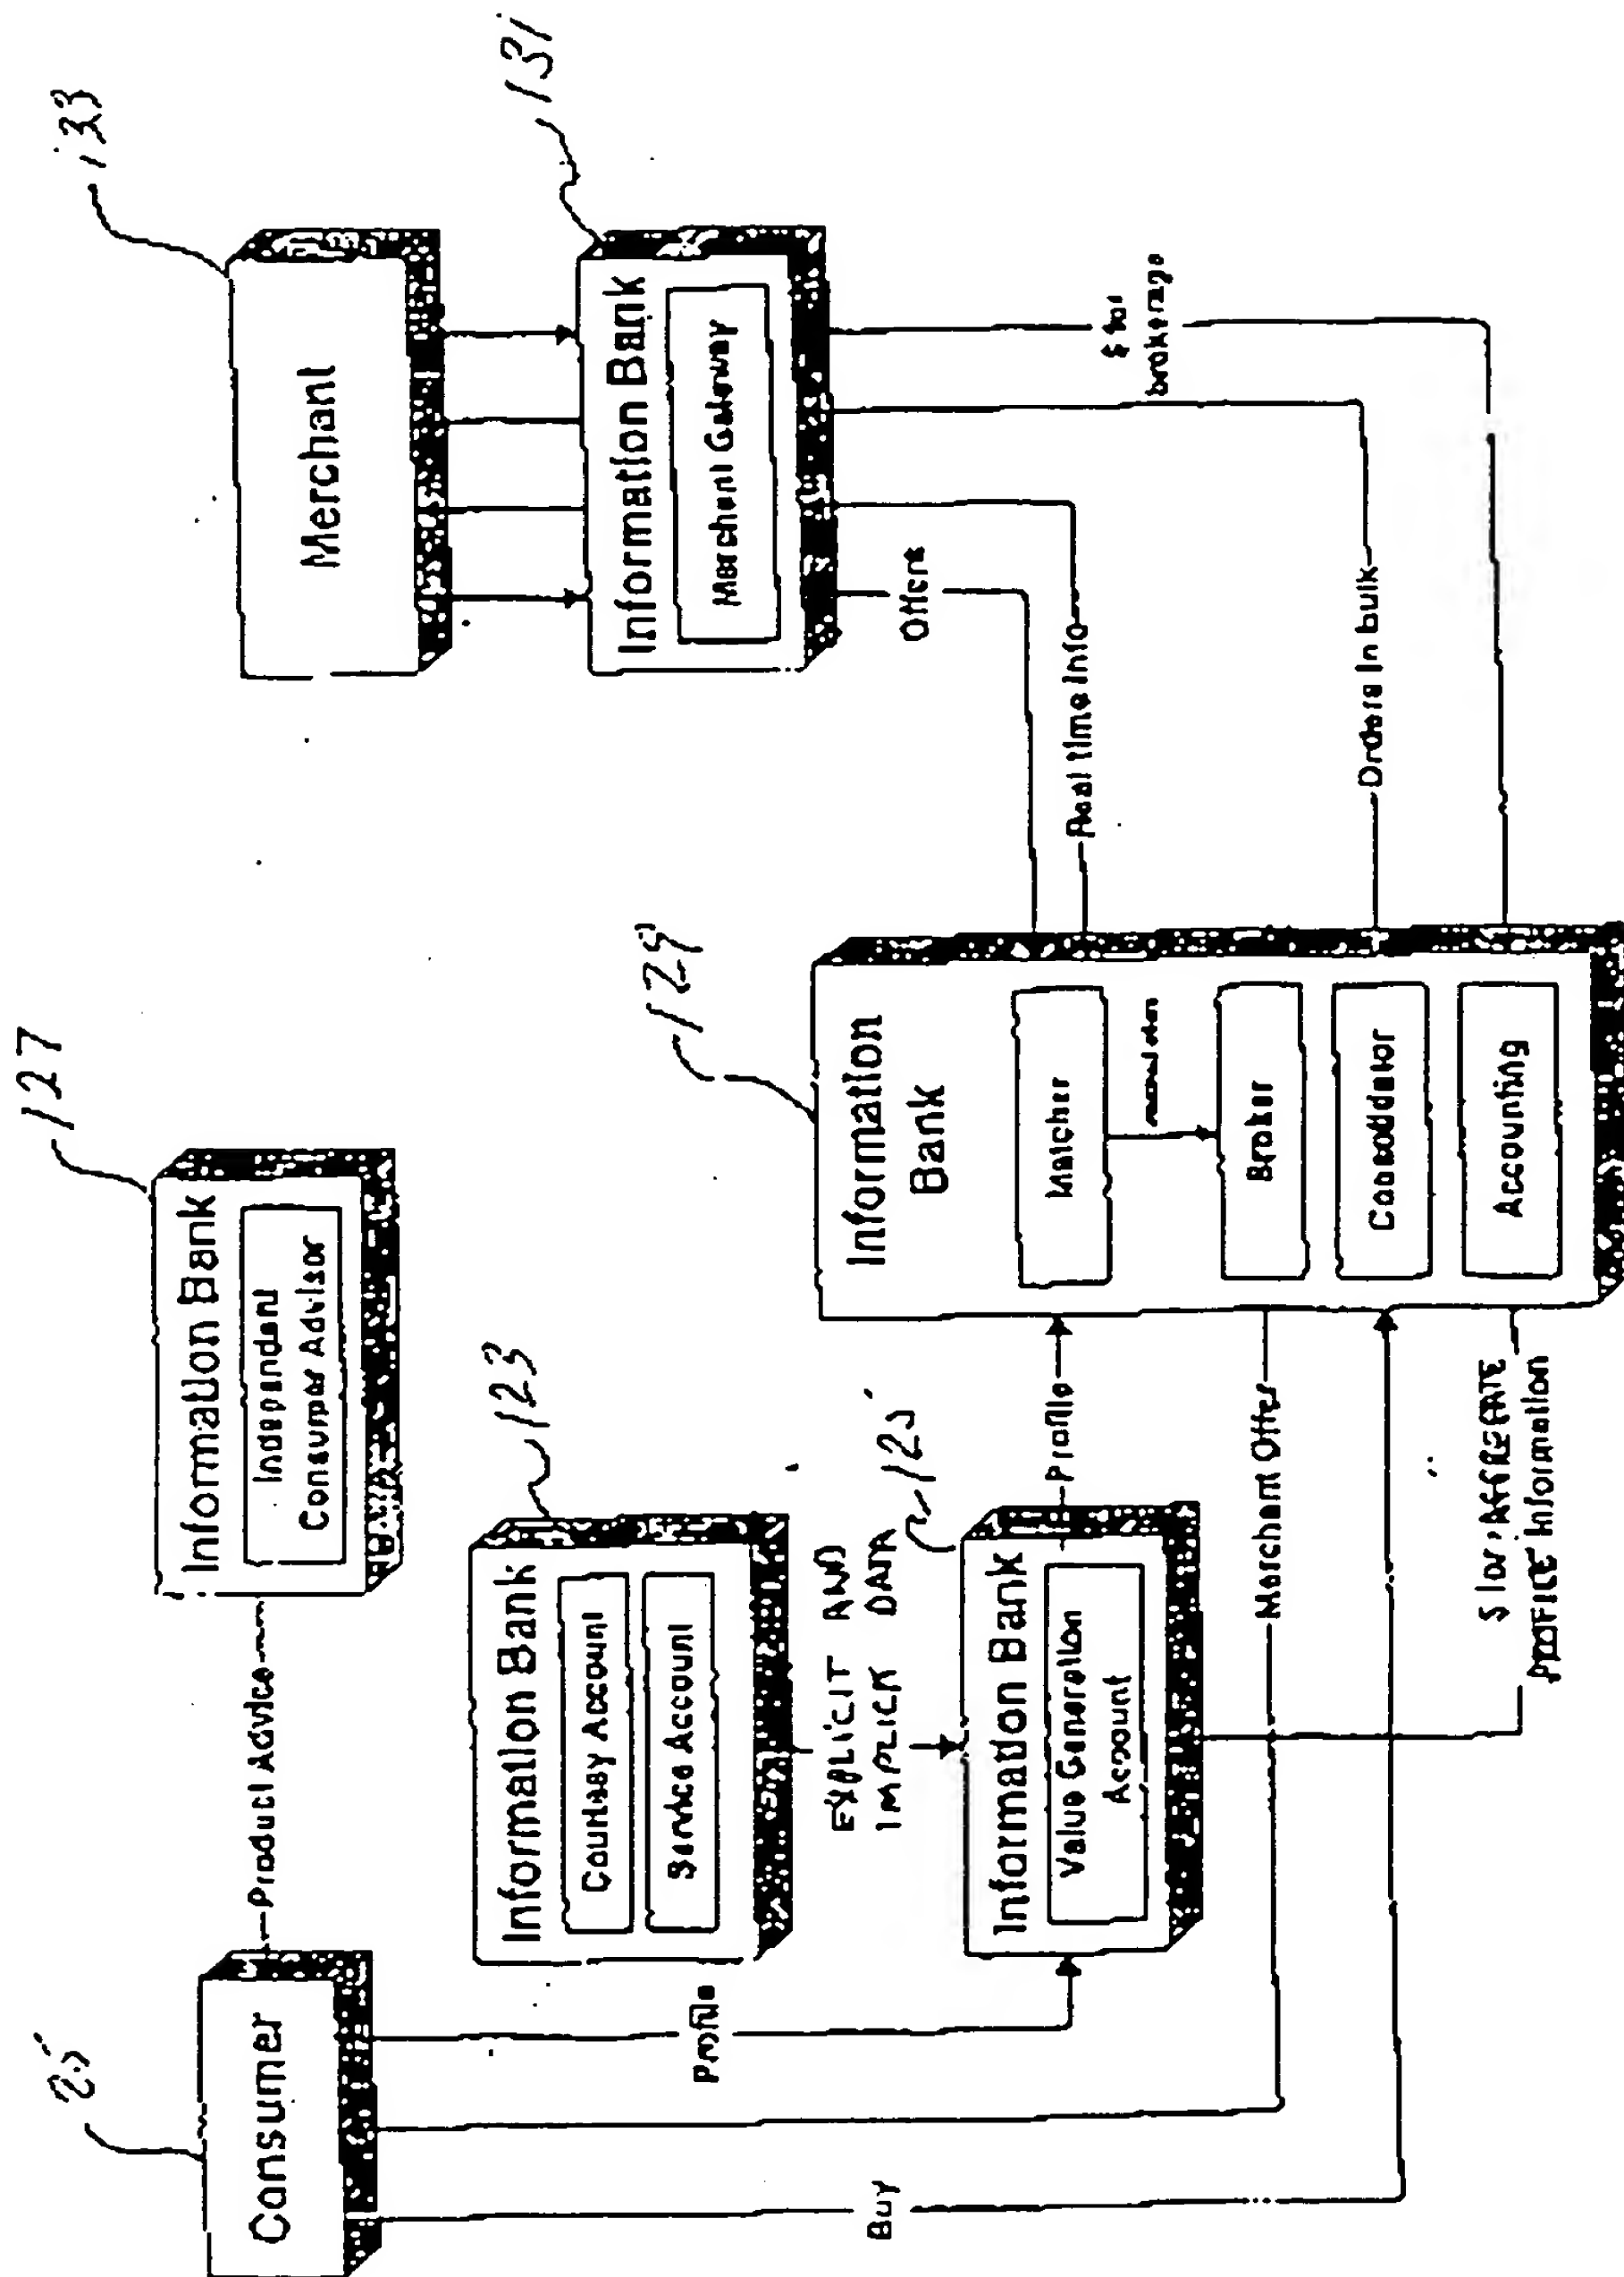 25
Consumer
Product Advice
127
Information Bank
Independent
Consumer Advisor
133
Merchant
131
Information Bank
Merchant Gateway
123
Information Bank
Courtesy Account
Service Account
EXPLICIT AND
IMPLICIT DATA
125
Information Bank
Value Generation
Account
Profile
Profile
Merchant Offer
Buy
$ for AGGREGATE
PROFILE Information
129
Information
Bank
Matcher
Broker
Consolidator
Accounting
Offers
Real time Info
Orders In bulk
$ for
brokerage